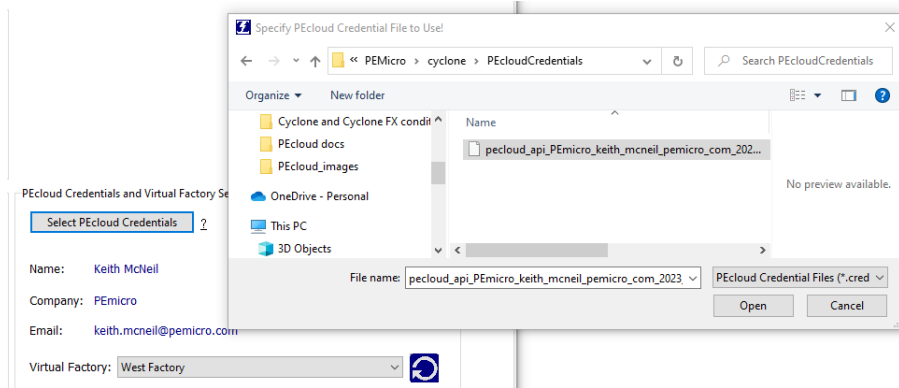 Specify PEcloud Credential File to Use!
« PEMicro › cyclone › PEcloudCredentials
Search PEcloudCredentials
Organize
New folder
Cyclone and Cyclone FX condit
PEcloud docs
PEcloud_images
OneDrive - Personal
This PC
3D Objects
Name
pecloud_api_PEmicro_keith_mcneil_pemicro_com_202...
No preview available.
File name: pecloud_api_PEmicro_keith_mcneil_pemicro_com_2023_
PEcloud Credential Files (*.cred
Open
Cancel
PEcloud Credentials and Virtual Factory Se
Select PEcloud Credentials ?
Name: Keith McNeil
Company: PEmicro
Email: keith.mcneil@pemicro.com
Virtual Factory: West Factory